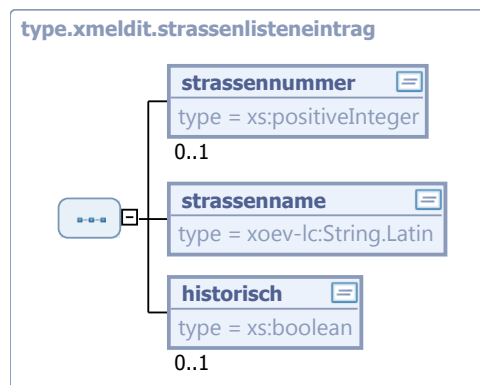 type.xmeldit.strassenlisteneintrag
strassennummer
type = xs:positiveInteger
0..1
strassenname
type = xoev-lc:String.Latin
historisch
type = xs:boolean
0..1